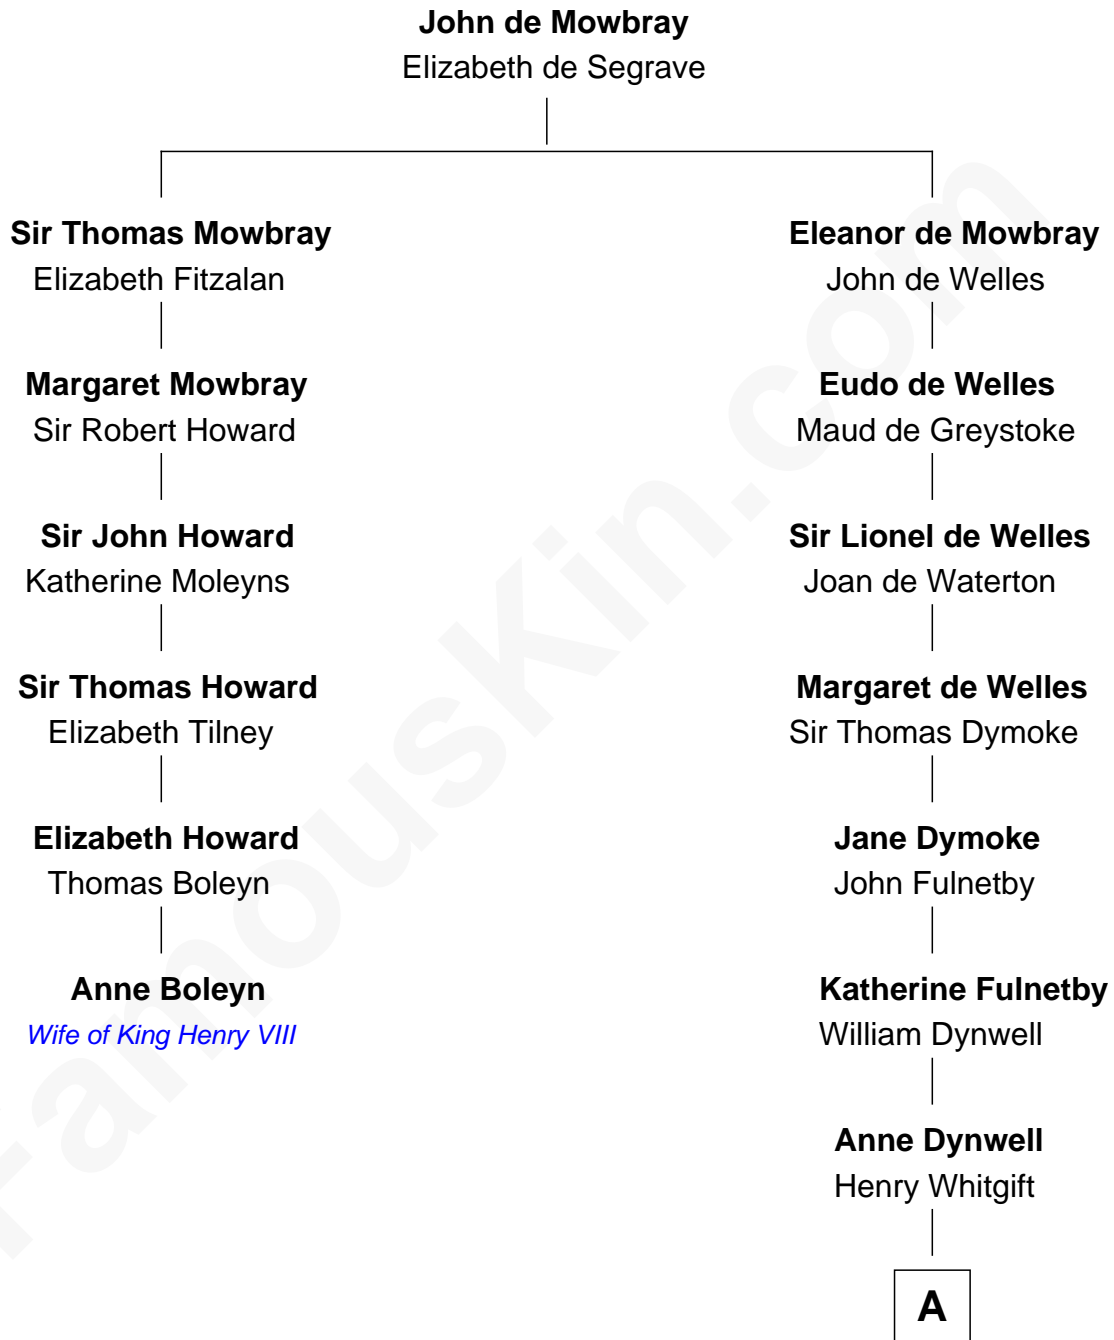 John de Mowbray
Elizabeth de Segrave
Sir Thomas Mowbray
Elizabeth Fitzalan
Eleanor de Mowbray
John de Welles
Margaret Mowbray
Sir Robert Howard
Eudo de Welles
Maud de Greystoke
Sir John Howard
Katherine Moleyns
Sir Lionel de Welles
Joan de Waterton
Sir Thomas Howard
Elizabeth Tilney
Margaret de Welles
Sir Thomas Dymoke
Elizabeth Howard
Thomas Boleyn
Jane Dymoke
John Fulnetby
Anne Boleyn
Wife of King Henry VIII
Katherine Fulnetby
William Dynwell
Anne Dynwell
Henry Whitgift
A
FamousKin.com